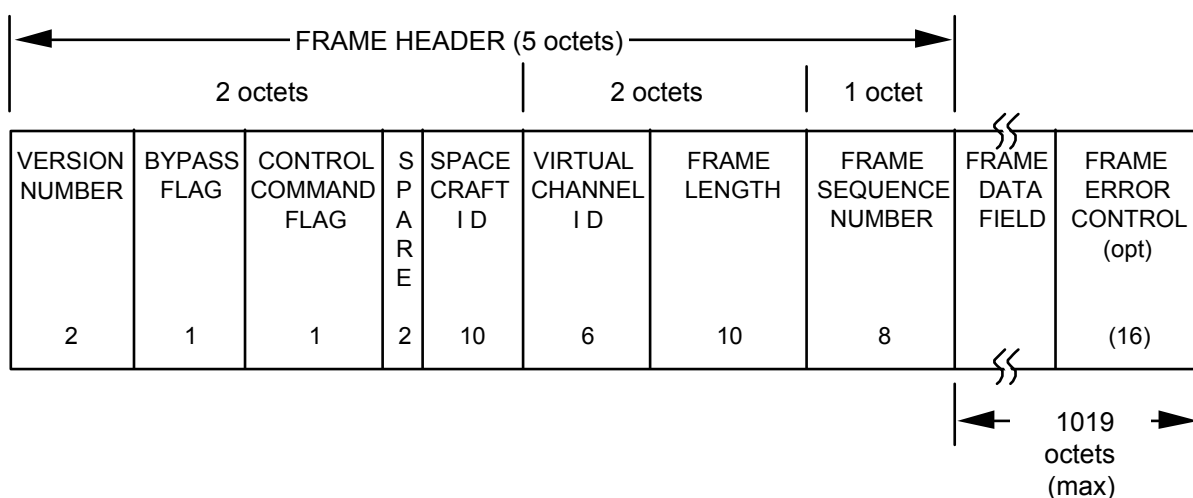 FRAME HEADER (5 octets)
2 octets
2 octets
1 octet
VERSION
NUMBER
2
BYPASS
FLAG
1
CONTROL
COMMAND
FLAG
1
S
P
A
R
E
2
SPACE
CRAFT
I D
10
VIRTUAL
CHANNEL
I D
6
FRAME
LENGTH
10
FRAME
SEQUENCE
NUMBER
8
FRAME
DATA
FIELD
FRAME
ERROR
CONTROL
(opt)
(16)
1019
octets
(max)